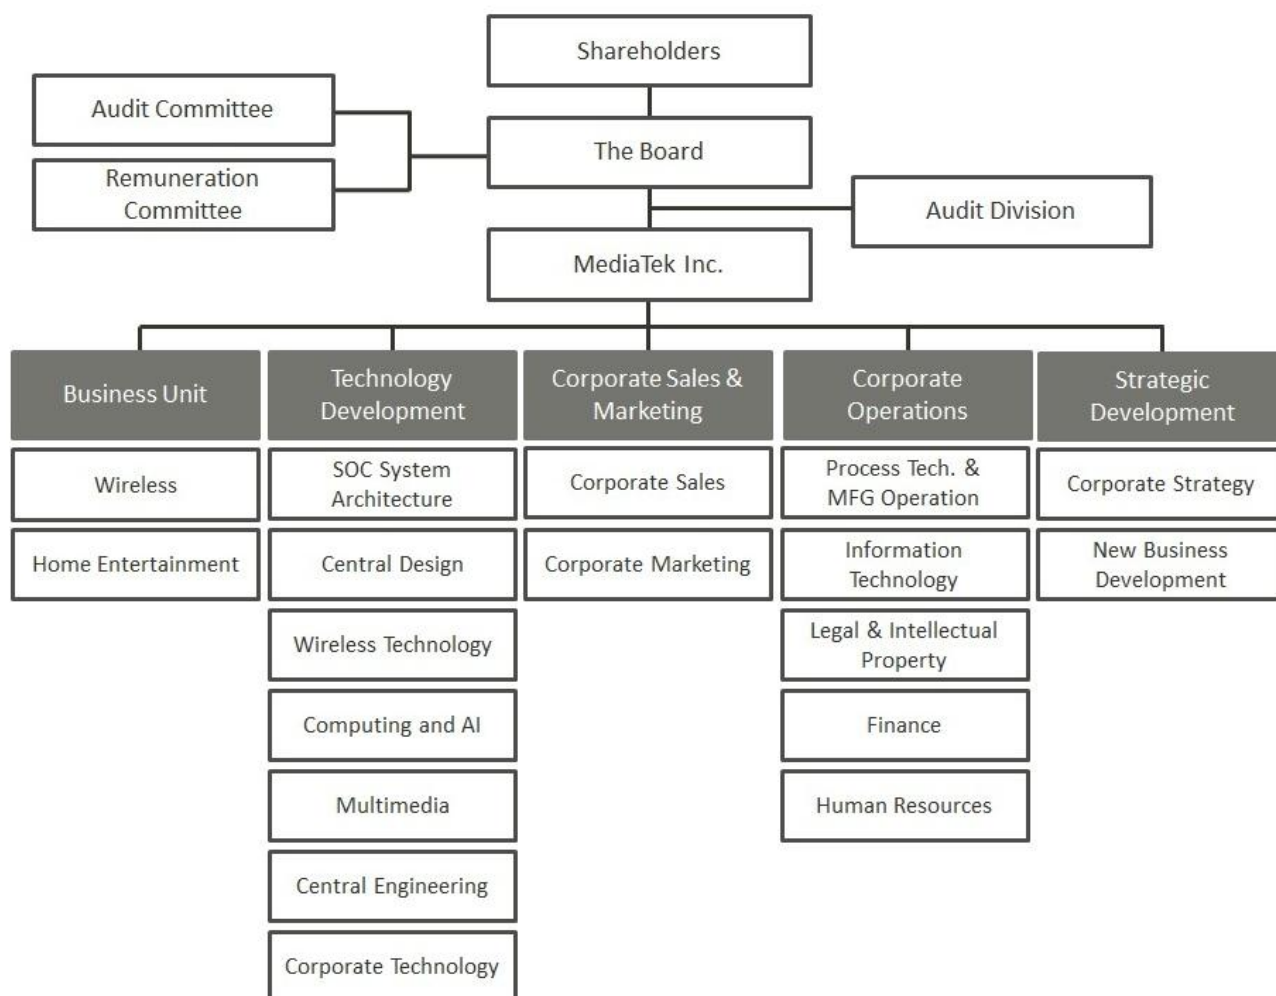 Shareholders
Audit Committee
The Board
Remuneration
Committee
Audit Division
MediaTek Inc.
Business Unit
Technology
Development
Corporate Sales &
Marketing
Corporate
Operations
Strategic
Development
Wireless
SOC System
Architecture
Corporate Sales
Process Tech. &
MFG Operation
Corporate Strategy
Home Entertainment
Central Design
Corporate Marketing
Information
Technology
New Business
Development
Wireless Technology
Legal & Intellectual
Property
Computing and AI
Finance
Multimedia
Human Resources
Central Engineering
Corporate Technology